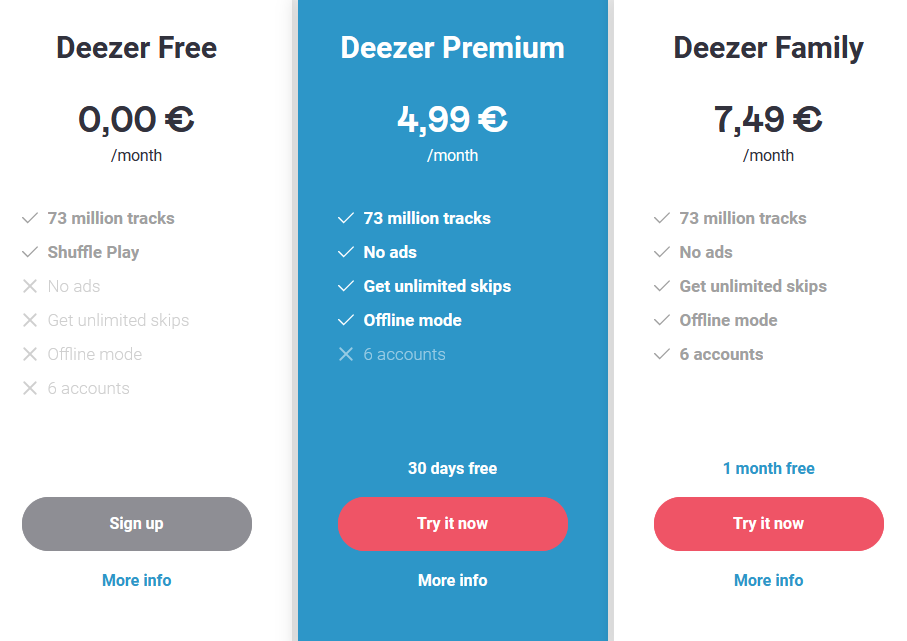 Deezer Free
0,00 €
/month
73 million tracks
Shuffle Play
No ads
Get unlimited skips
Offline mode
6 accounts
Sign up
More info
Deezer Premium
4,99 €
/month
73 million tracks
No ads
Get unlimited skips
Offline mode
6 accounts
30 days free
Try it now
More info
Deezer Family
7,49 €
/month
73 million tracks
No ads
Get unlimited skips
Offline mode
6 accounts
1 month free
Try it now
More info